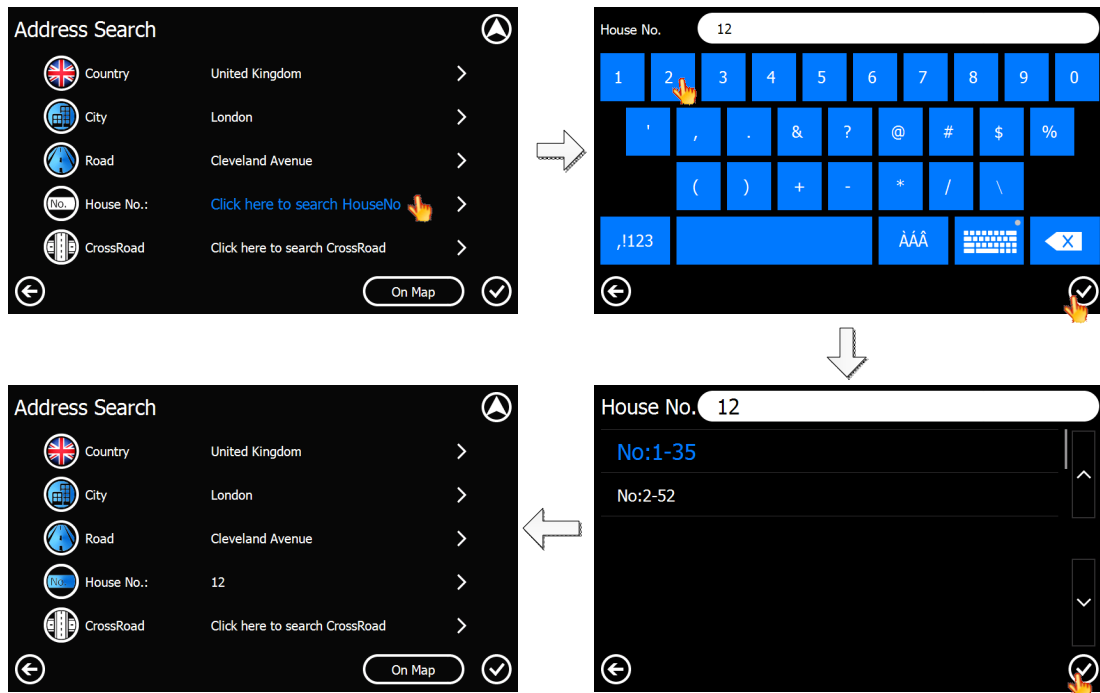 Address Search
Country United Kingdom
City London
Road Cleveland Avenue
No. House No.: Click here to search HouseNo
CrossRoad Click here to search CrossRoad
On Map
House No. 12
1 2 3 4 5 6 7 8 9 0
' , . & ? @ # $ %
( ) + - * / \
,!123 ÀÁÂ X
House No. 12
No:1-35
No:2-52
Address Search
Country United Kingdom
City London
Road Cleveland Avenue
No. House No.: 12
CrossRoad Click here to search CrossRoad
On Map